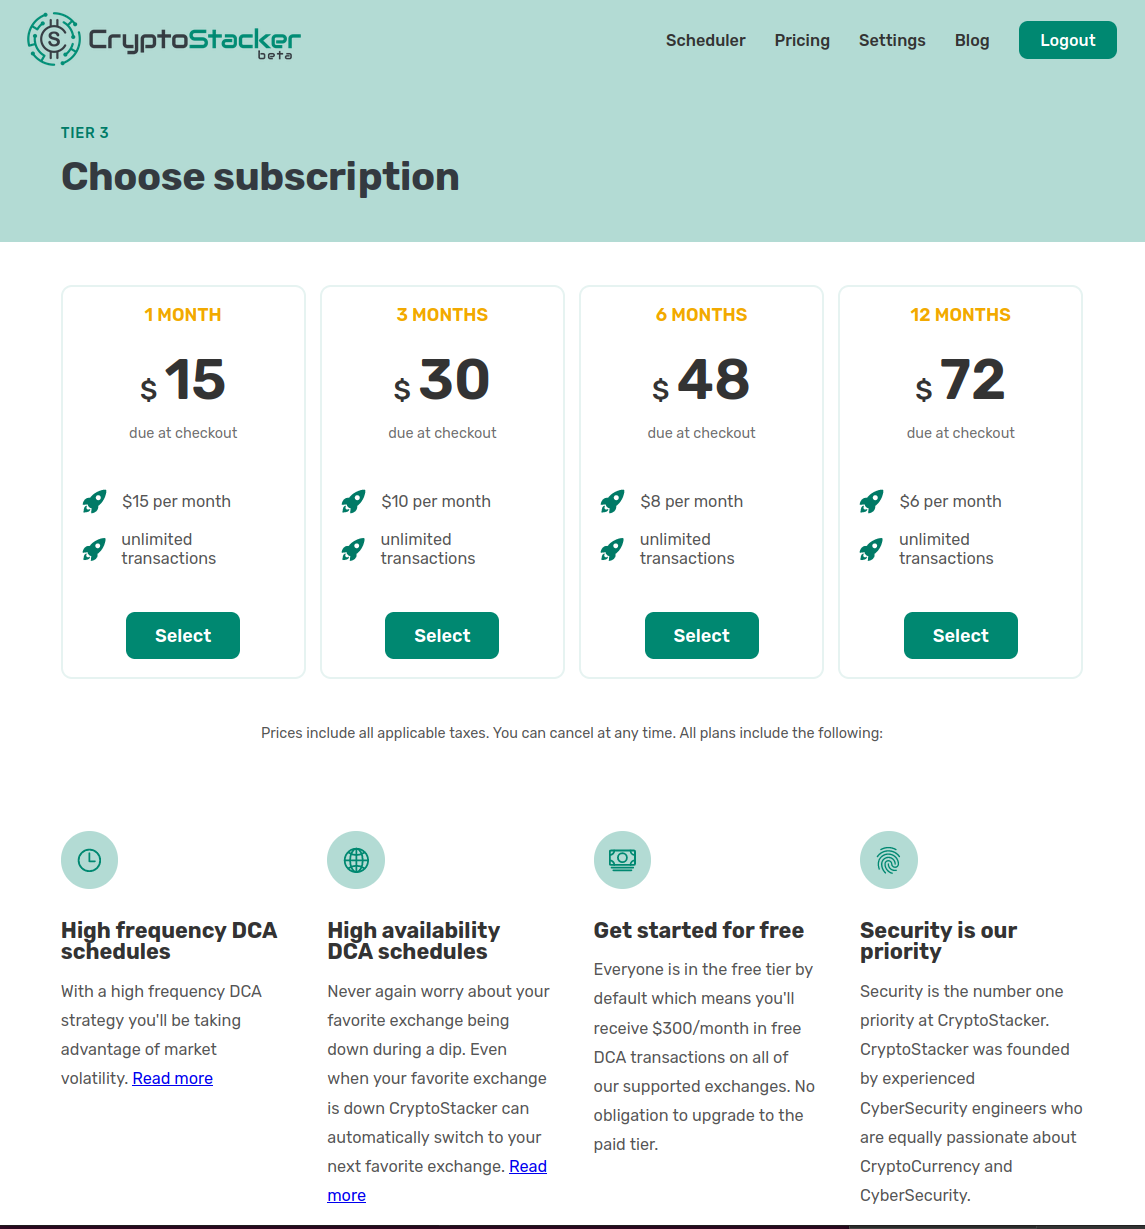 CryptoStacker
beta
Scheduler Pricing Settings Blog Logout
TIER 3
Choose subscription
1 MONTH
$ 15
due at checkout
$15 per month
unlimited
transactions
Select
3 MONTHS
$ 30
due at checkout
$10 per month
unlimited
transactions
Select
6 MONTHS
$ 48
due at checkout
$8 per month
unlimited
transactions
Select
12 MONTHS
$ 72
due at checkout
$6 per month
unlimited
transactions
Select
Prices include all applicable taxes. You can cancel at any time. All plans include the following:
High frequency DCA
schedules
With a high frequency DCA
strategy you'll be taking
advantage of market
volatility. Read more
High availability
DCA schedules
Never again worry about your
favorite exchange being
down during a dip. Even
when your favorite exchange
is down CryptoStacker can
automatically switch to your
next favorite exchange. Read
more
Get started for free
Everyone is in the free tier by
default which means you'll
receive $300/month in free
DCA transactions on all of
our supported exchanges. No
obligation to upgrade to the
paid tier.
Security is our
priority
Security is the number one
priority at CryptoStacker.
CryptoStacker was founded
by experienced
CyberSecurity engineers who
are equally passionate about
CryptoCurrency and
CyberSecurity.